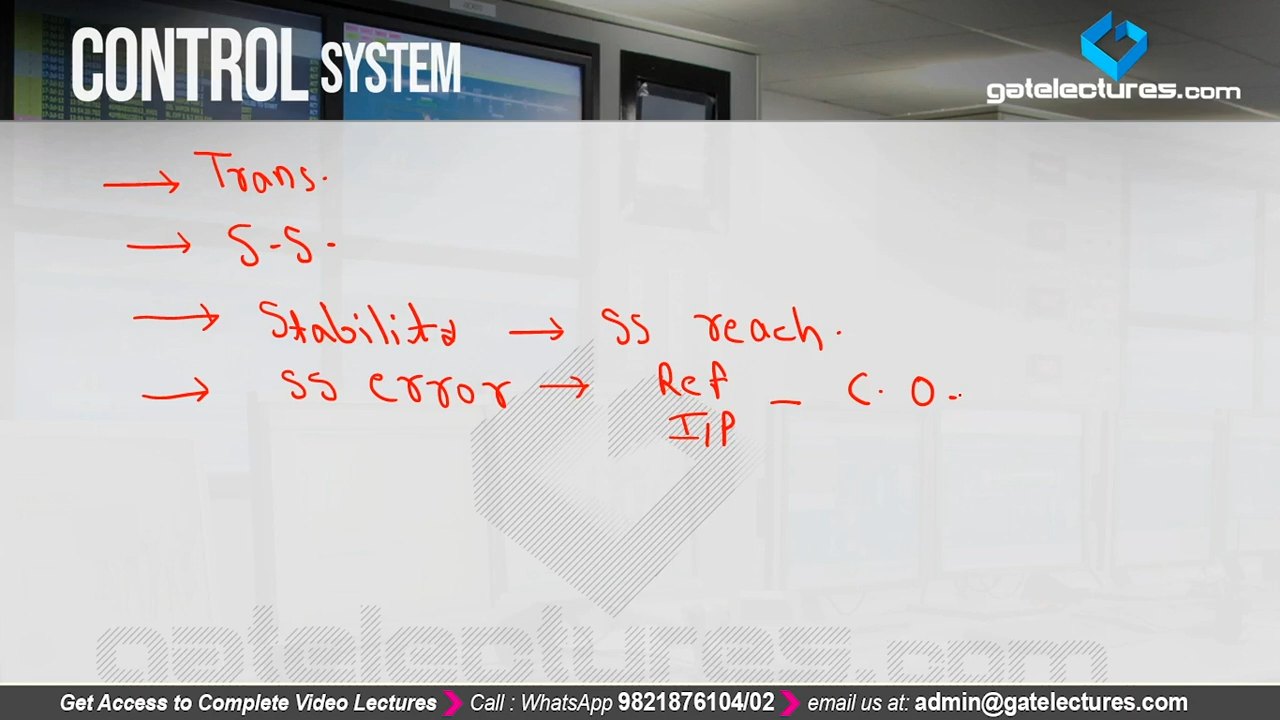 CONTROL SYSTEM
gatelectures.com
→ Trans.
→ S.S.
→ Stability → SS reach.
→ SS error → Ref I/P – C.O.
gatelectures.com
Get Access to Complete Video Lectures Call : WhatsApp 9821876104/02 email us at: admin@gatelectures.com